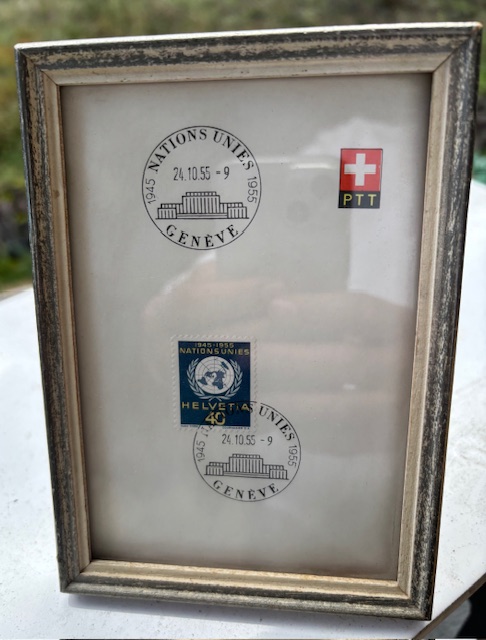 NATIONS UNIES
1945 24.10.55 - 9 1955
GENÈVE
PTT
1945-1955
NATIONS UNIES
HELVETIA
40
UNIES
1945 24.10.55 - 9 1955
GENÈVE